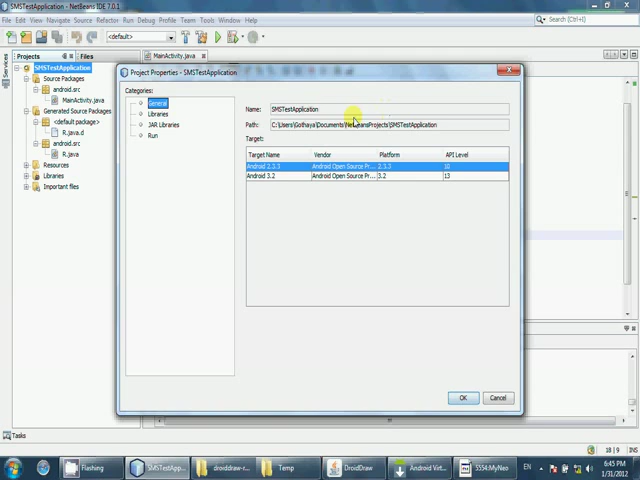 SMSTestApplication - NetBeans IDE 7.0.1
File Edit View Navigate Source Refactor Run Debug Profile Team Tools Window Help
Search (Ctrl+I)
<default>
Projects
Files
MainActivity.java
Services
SMSTestApplication
Source Packages
android.src
MainActivity.java
Generated Source Packages
<default package>
R.java.d
android.src
R.java
Resources
Libraries
Important files
Project Properties - SMSTestApplication
Categories:
General
Libraries
JAR Libraries
Run
Name: SMSTestApplication
Path: C:\Users\Gothaya\Documents\NetBeansProjects\SMSTestApplication
Target:
Target Name Vendor Platform API Level
Android 2.3.3 Android Open Source Pr... 2.3.3 10
Android 3.2 Android Open Source Pr... 3.2 13
OK Cancel
Tasks
18 | 9 INS
Flashing
SMSTestApp...
droiddraw-r...
Temp
DroidDraw
Android Virt...
5554:MyNeo
EN
6:45 PM
1/31/2012